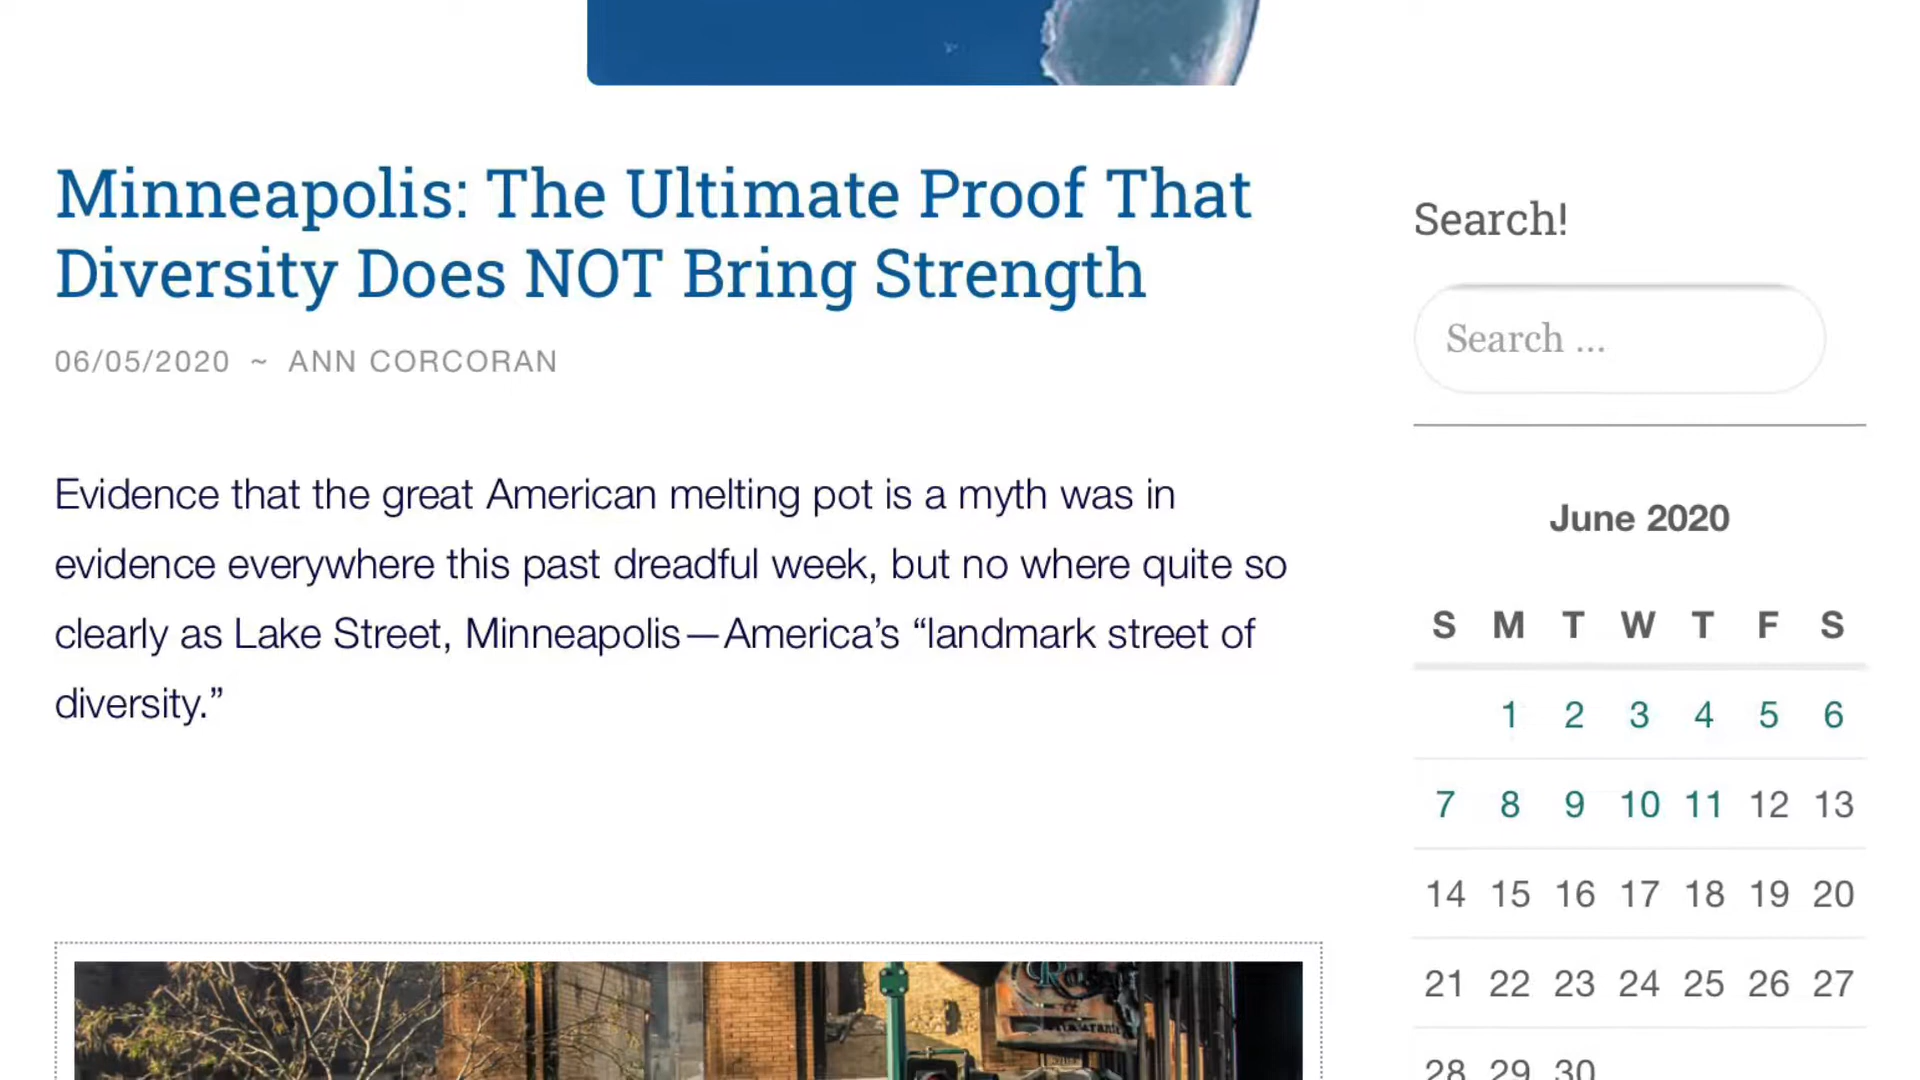 Minneapolis: The Ultimate Proof That
Diversity Does NOT Bring Strength
06/05/2020 ~ ANN CORCORAN
Evidence that the great American melting pot is a myth was in
evidence everywhere this past dreadful week, but no where quite so
clearly as Lake Street, Minneapolis—America’s “landmark street of
diversity.”
Search!
Search ...
June 2020
S M T W T F S
1 2 3 4 5 6
7 8 9 10 11 12 13
14 15 16 17 18 19 20
21 22 23 24 25 26 27
28 29 30